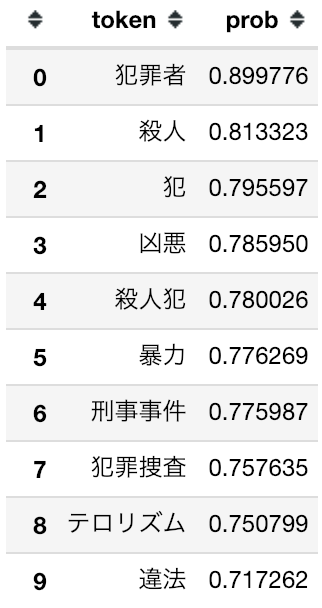 token prob
0 犯罪者 0.899776
1 殺人 0.813323
2 犯 0.795597
3 凶悪 0.785950
4 殺人犯 0.780026
5 暴力 0.776269
6 刑事事件 0.775987
7 犯罪捜査 0.757635
8 テロリズム 0.750799
9 違法 0.717262